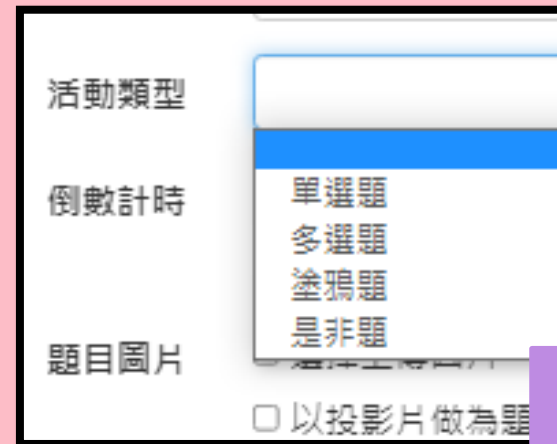 活動類型
倒數計時
單選題
多選題
塗鴉題
是非題
題目圖片
以投影片做為題